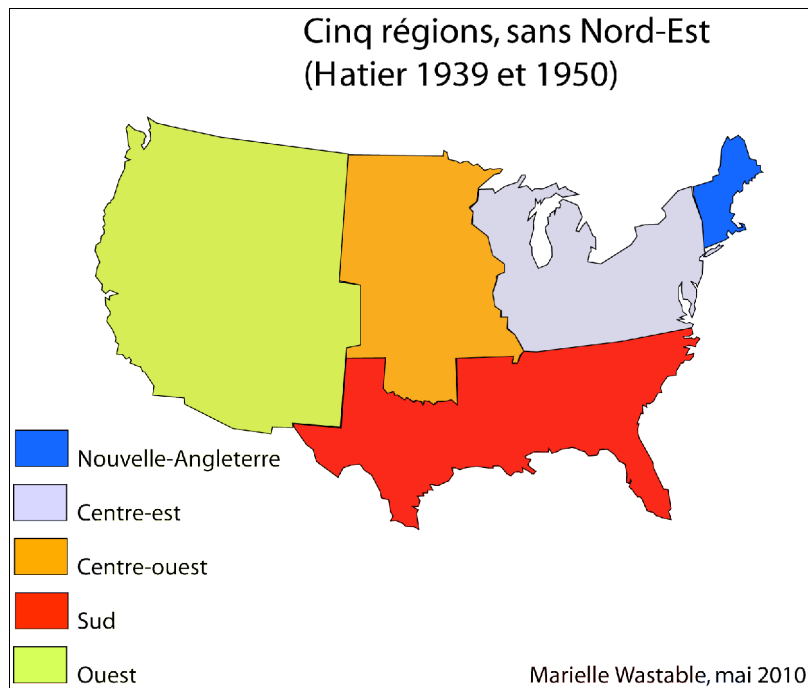 Cinq régions, sans Nord-Est
(Hatier 1939 et 1950)
Nouvelle-Angleterre
Centre-est
Centre-ouest
Sud
Ouest
Marielle Wastable, mai 2010